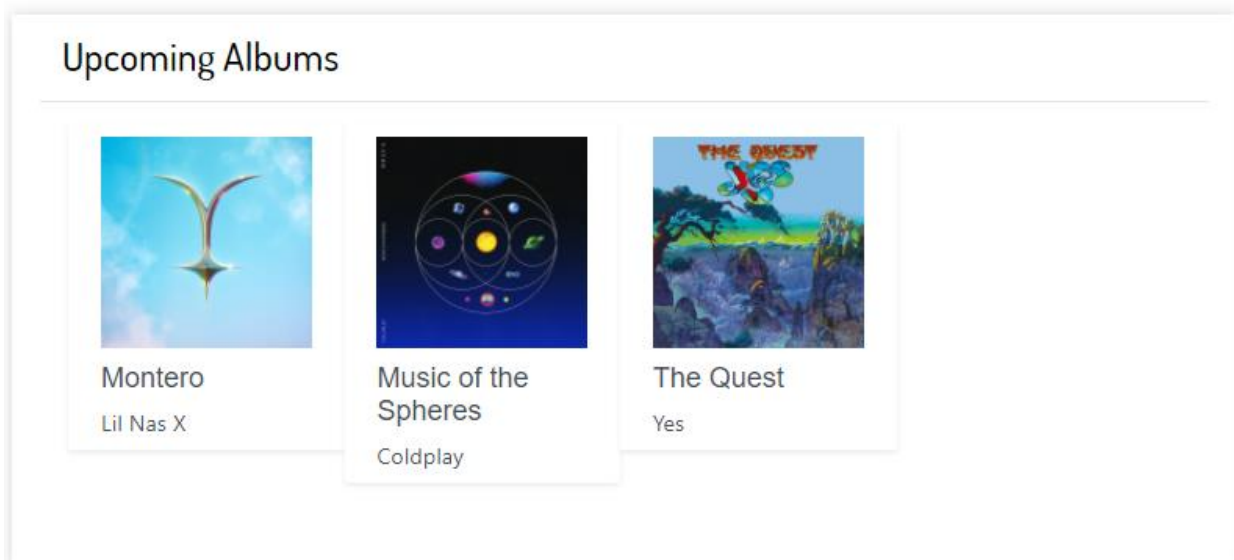 Upcoming Albums
THE QUEST
Montero
Lil Nas X
Music of the
Spheres
Coldplay
The Quest
Yes